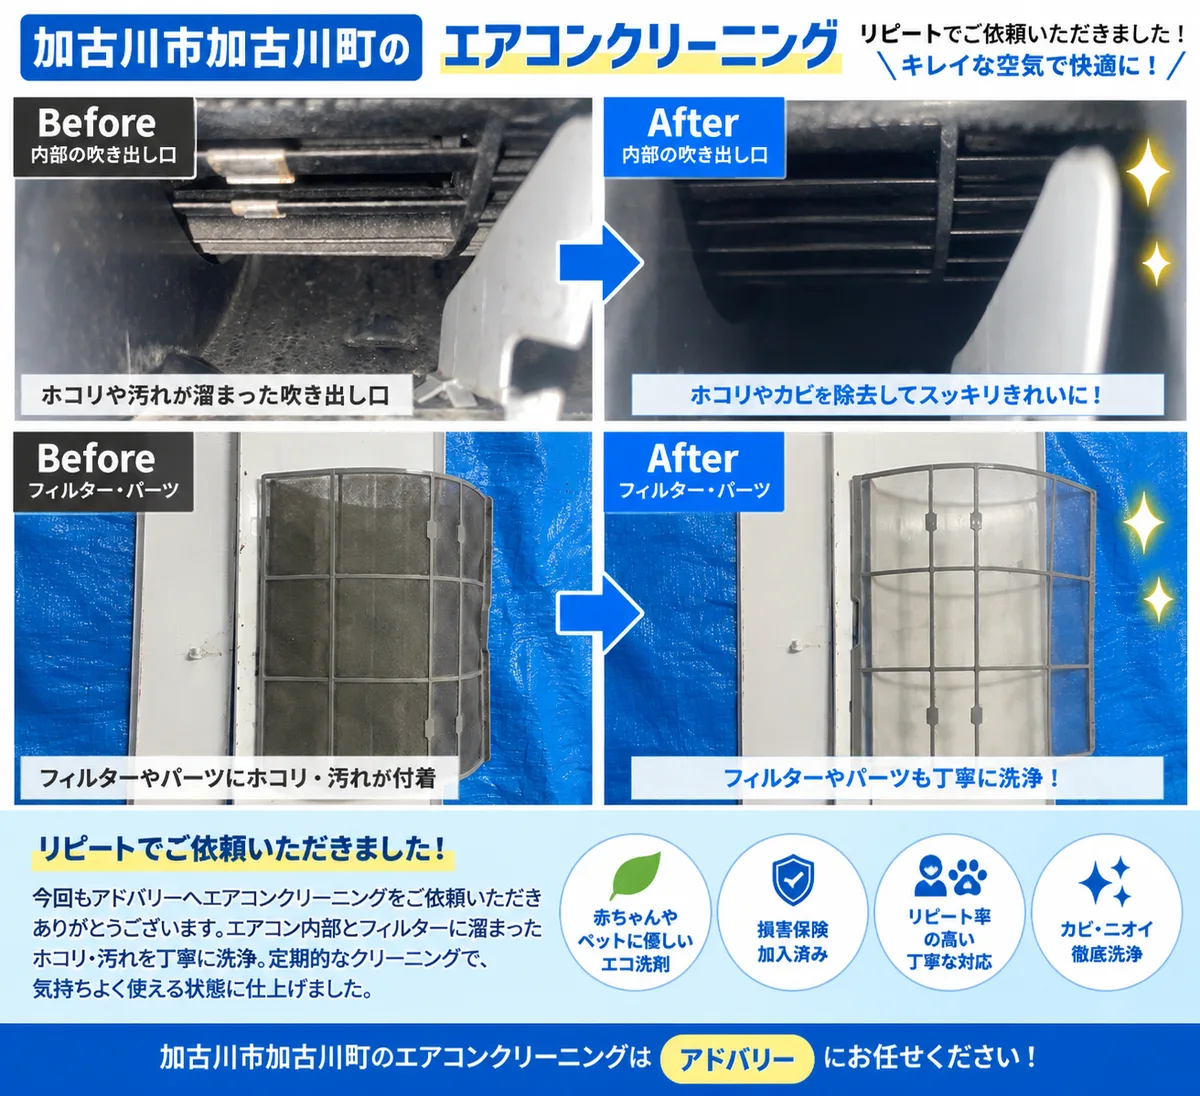 加古川市加古川町の
エアコンクリーニング
リピートでご依頼いただきました!
キレイな空気で快適に!
Before
内部の吹き出し口
After
内部の吹き出し口
ホコリや汚れが溜まった吹き出し口
ホコリやカビを除去してスッキリきれいに!
Before
フィルター・パーツ
After
フィルター・パーツ
フィルターやパーツにホコリ・汚れが付着
フィルターやパーツも丁寧に洗浄!
リピートでご依頼いただきました!
今回もアドバリーへエアコンクリーニングをご依頼いただき
ありがとうございます。エアコン内部とフィルターに溜まった
ホコリ・汚れを丁寧に洗浄。定期的なクリーニングで、
気持ちよく使える状態に仕上げました。
赤ちゃんや
ペットに優しい
エコ洗剤
損害保険
加入済み
リピート率
の高い
丁寧な対応
カビ・ニオイ
徹底洗浄
加古川市加古川町のエアコンクリーニングは アドバリー にお任せください!